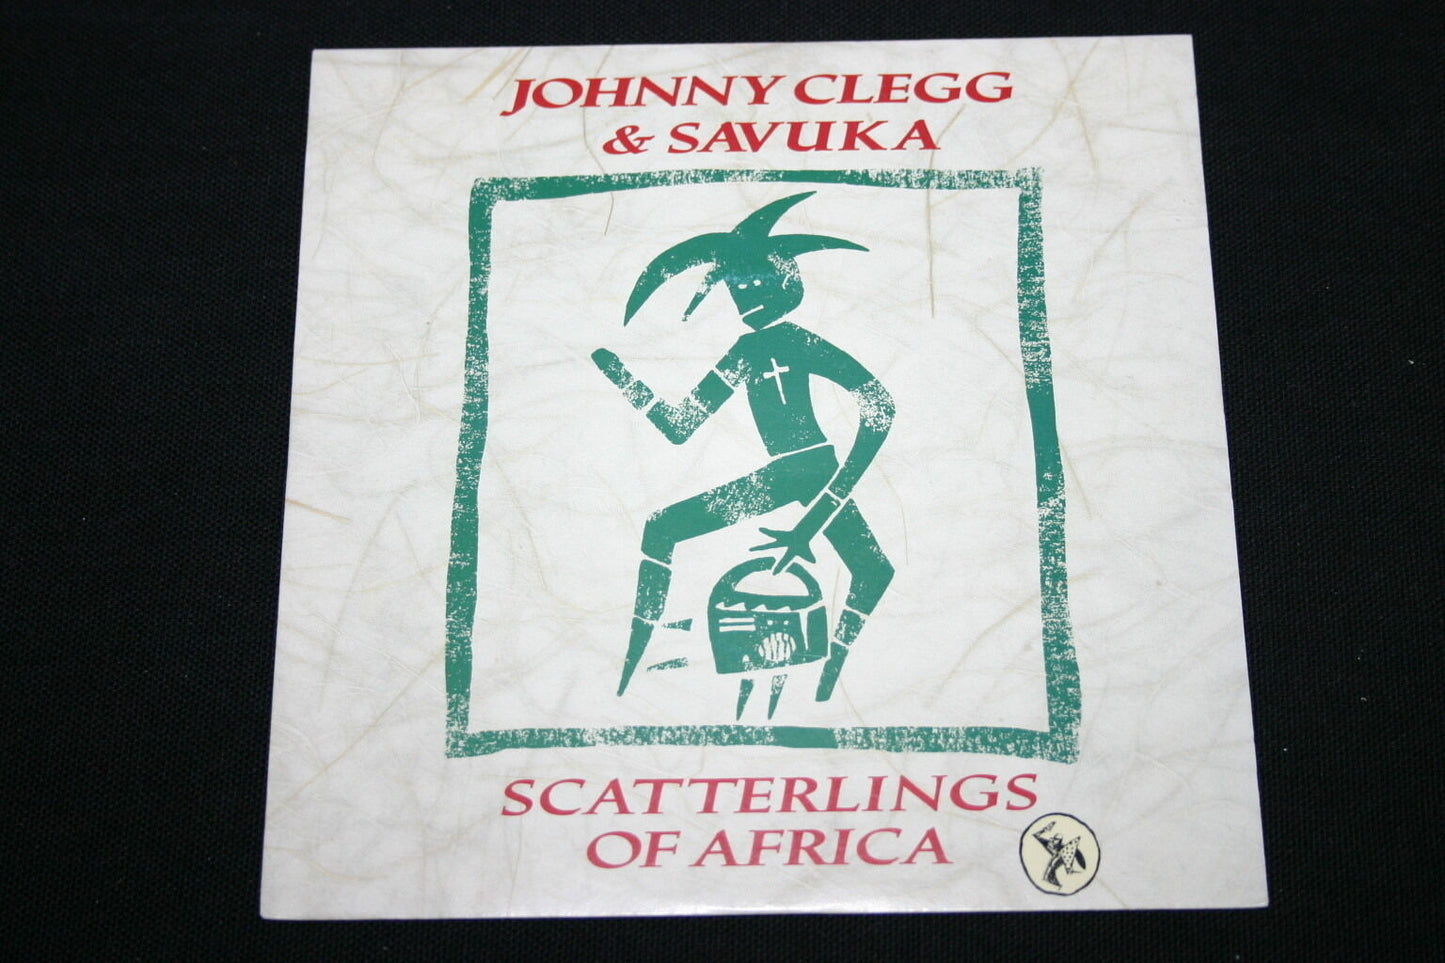 JOHNNY CLEGG
& SAVUKA
SCATTERLINGS
OF AFRICA